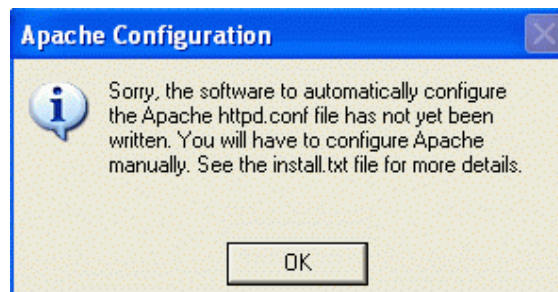 Apache Configuration
Sorry, the software to automatically configure
the Apache httpd.conf file has not yet been
written. You will have to configure Apache
manually. See the install.txt file for more details.
OK